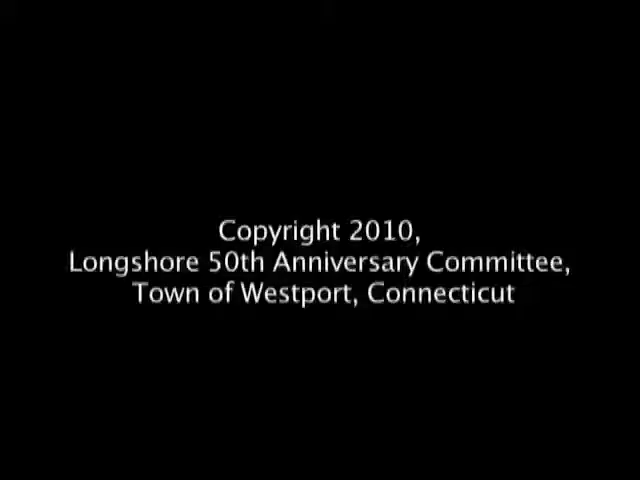 Copyright 2010,
Longshore 50th Anniversary Committee,
Town of Westport, Connecticut